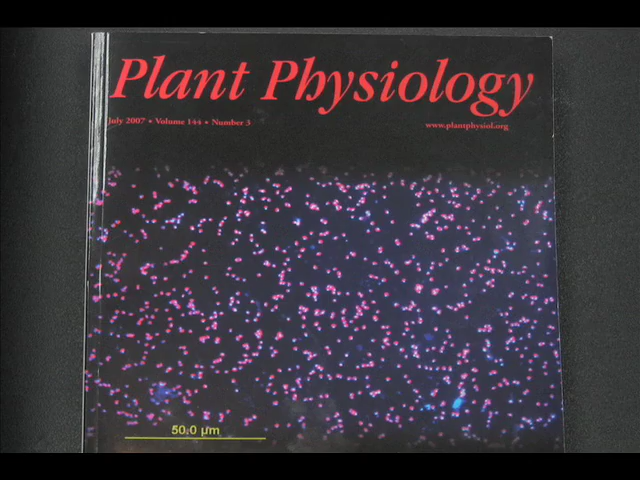 Plant Physiology
July 2007 • Volume 144 • Number 3
www.plantphysiol.org
50.0 µm